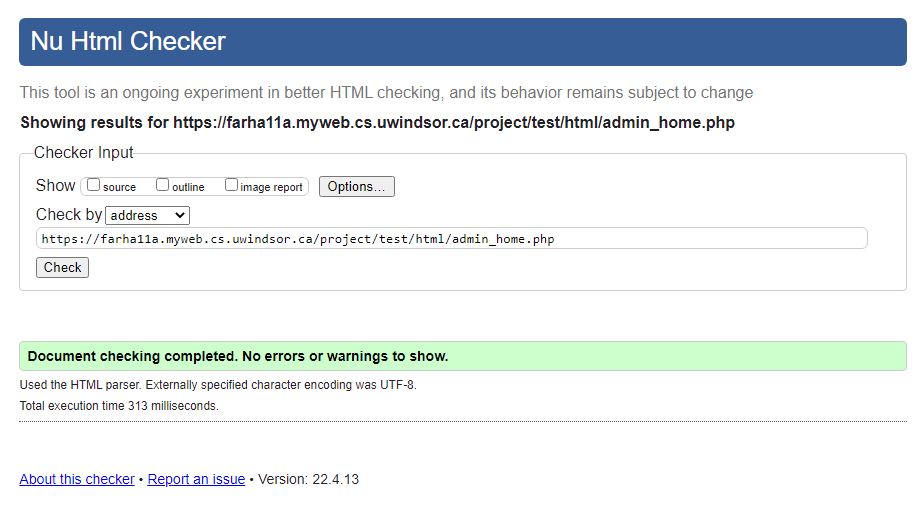 Nu Html Checker
This tool is an ongoing experiment in better HTML checking, and its behavior remains subject to change
Showing results for https://farha11a.myweb.cs.uwindsor.ca/project/test/html/admin_home.php
Checker Input
Show source outline image report Options...
Check by address
https://farha11a.myweb.cs.uwindsor.ca/project/test/html/admin_home.php
Check
Document checking completed. No errors or warnings to show.
Used the HTML parser. Externally specified character encoding was UTF-8.
Total execution time 313 milliseconds.
About this checker • Report an issue • Version: 22.4.13